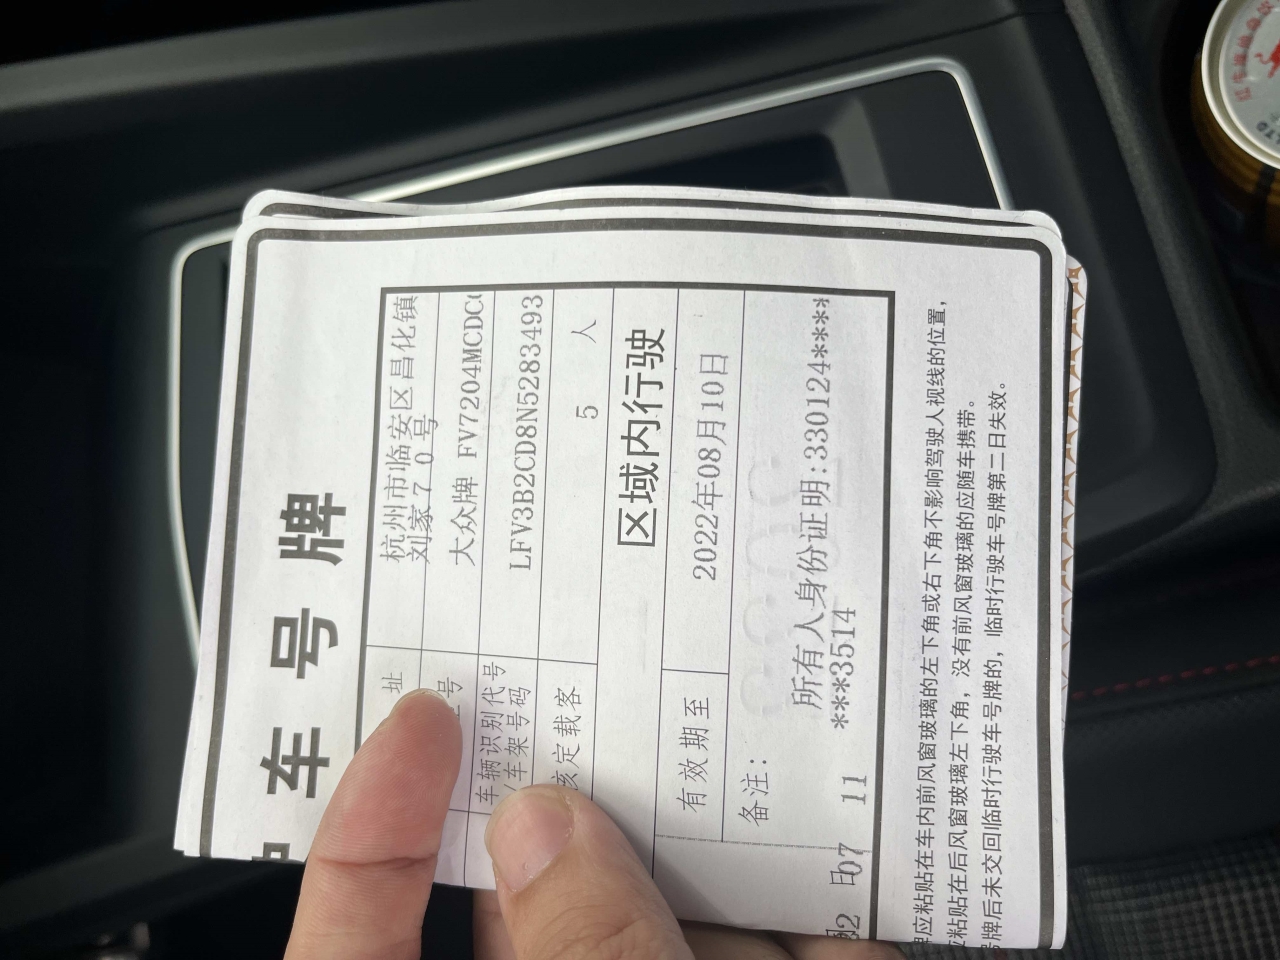 车号牌
址
杭州市临安区昌化镇
刘家70号
号
大众牌 FV7204MCDC
车辆识别代号
/车架号码
LFV3B2CD8N5283493
核定载客
5 人
区域内行驶
有效期至
2022年08月10日
备注:
所有人身份证明:330124****
***3514
07 11
应粘贴在车内前风窗玻璃的左下角或右下角不影响驾驶人视线的位置,
粘贴在后风窗玻璃左下角，没有前风窗玻璃的应随车携带。
号牌后未交回临时行驶车号牌的，临时行驶车号牌第二日失效。